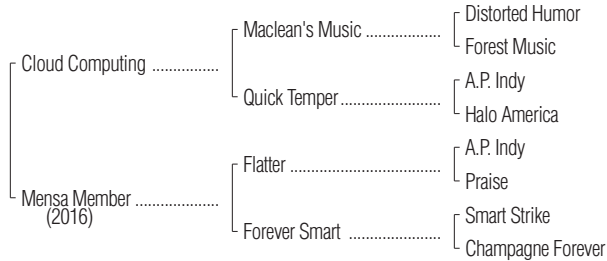 Distorted Humor
Maclean's Music ..................
Forest Music
Cloud Computing ................
A.P. Indy
Quick Temper........................
Halo America
A.P. Indy
Flatter ....................................
Praise
Mensa Member ....................
(2016)
Smart Strike
Forever Smart ......................
Champagne Forever